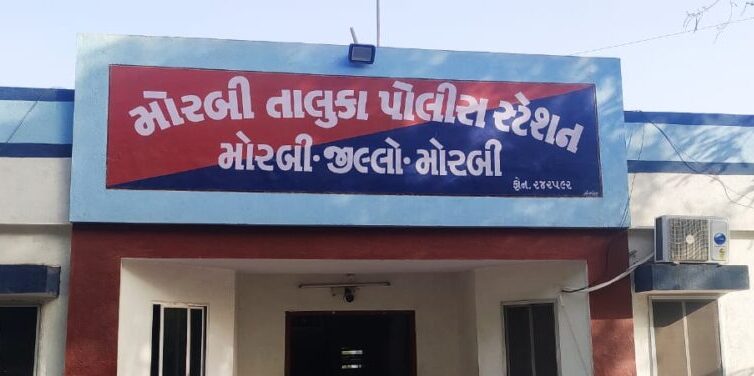 મોરબી તાલુકા પોલીસ સ્ટેશન
મોરબી·જીલ્લો·મોરબી
ફોન. ૨૪૨૫૯૨